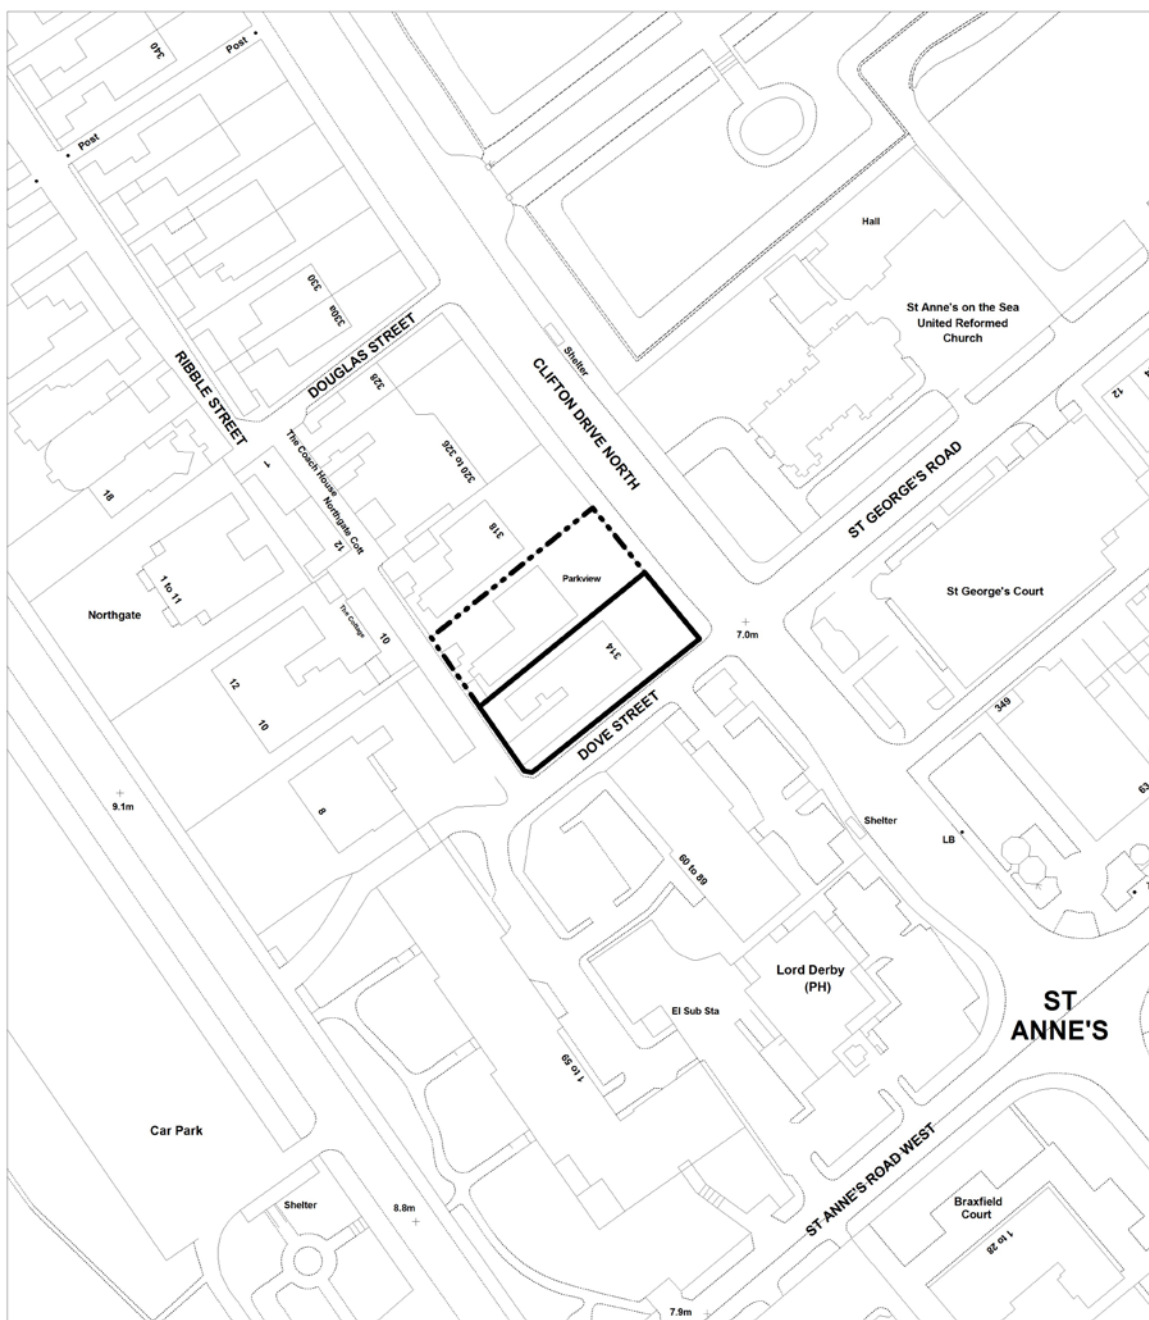 340
Post
Post
Hall
330
330a
St Anne's on the Sea
United Reformed
Church
DOUGLAS STREET
Shelter
RIBBLE STREET
CLIFTON DRIVE NORTH
328
12
The Coach House
320 to 326
ST GEORGE'S ROAD
1
18
Northgate Cott
318
12
Parkview
1 to 11
St George's Court
Northgate
The Cottage
10
314
7.0m
12
10
DOVE STREET
349
63
9.1m
8
Shelter
LB
60 to 89
Lord Derby
(PH)
El Sub Sta
ST
ANNE'S
1 to 59
Car Park
ST ANNE'S ROAD WEST
Shelter
8.8m
Braxfield
Court
1 to 28
7.9m